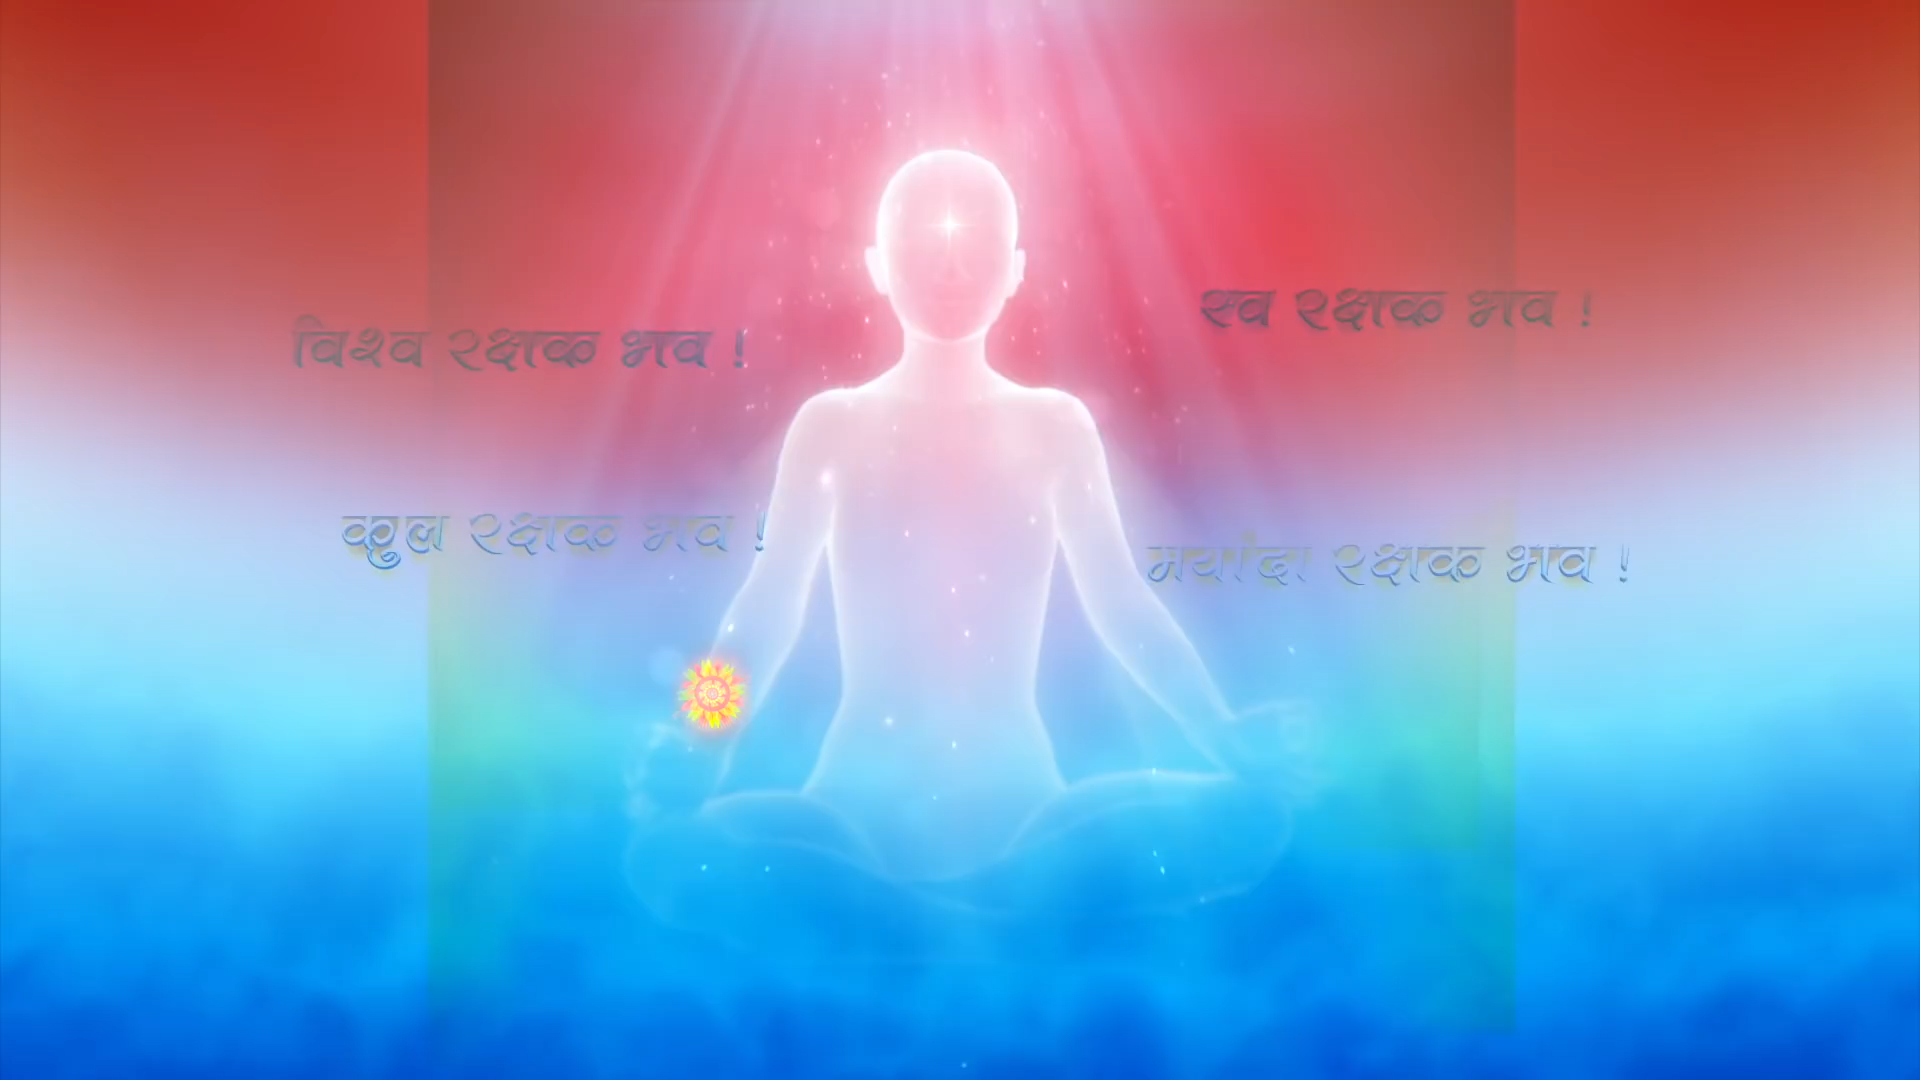 विश्व रक्षक भव !
स्व रक्षक भव !
कुल रक्षक भव !
मर्यादा रक्षक भव !